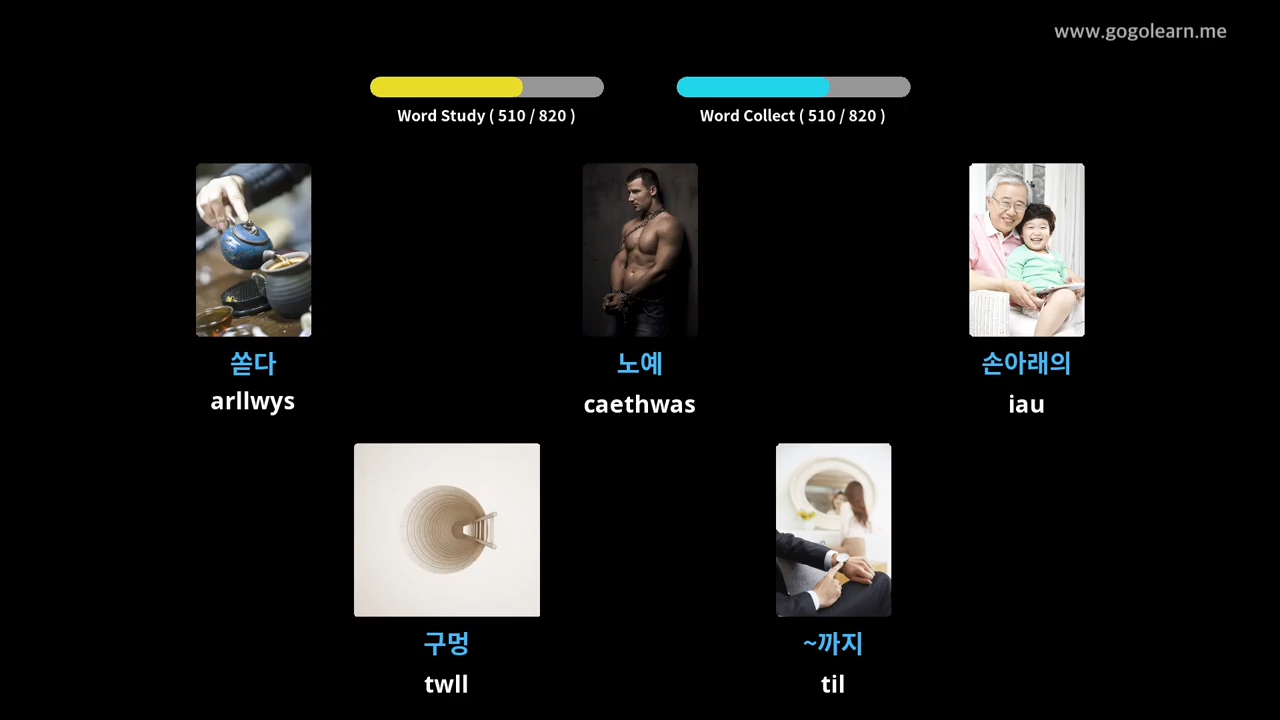 www.gogolearn.me
Word Study ( 510 / 820 )
Word Collect ( 510 / 820 )
쏟다
arllwys
노예
caethwas
손아래의
iau
구멍
twll
~까지
til